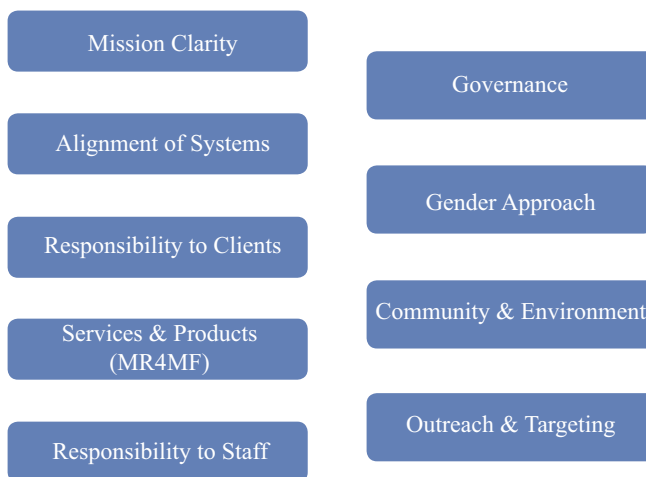 Mission Clarity
Alignment of Systems
Responsibility to Clients
Services & Products
(MR4MF)
Responsibility to Staff
Governance
Gender Approach
Community & Environment
Outreach & Targeting